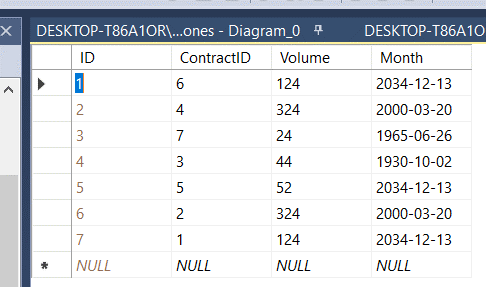 DESKTOP-T86A1OR\...ones - Diagram_0 DESKTOP-T86A1O
ID ContractID Volume Month
1 6 124 2034-12-13
2 4 324 2000-03-20
3 7 24 1965-06-26
4 3 44 1930-10-02
5 5 52 2034-12-13
6 2 324 2000-03-20
7 1 124 2034-12-13
NULL NULL NULL NULL